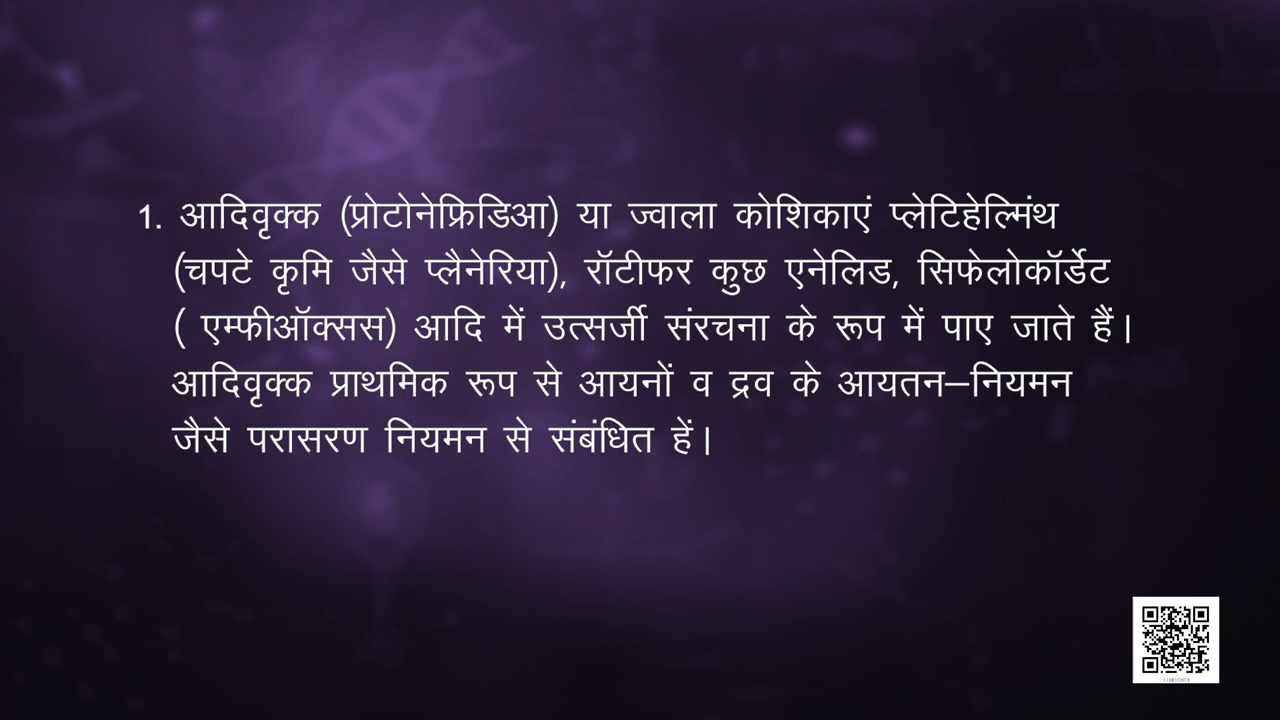 1. आदिवृक्क (प्रोटोनेफ्रिडिआ) या ज्वाला कोशिकाएं प्लेटिहेल्मिंथ
(चपटे कृमि जैसे प्लैनेरिया), रॉटीफर कुछ एनेलिड, सिफेलोकॉर्डेट
( एम्फीऑक्सस) आदि में उत्सर्जी संरचना के रूप में पाए जाते हैं।
आदिवृक्क प्राथमिक रूप से आयनों व द्रव के आयतन–नियमन
जैसे परासरण नियमन से संबंधित हें।